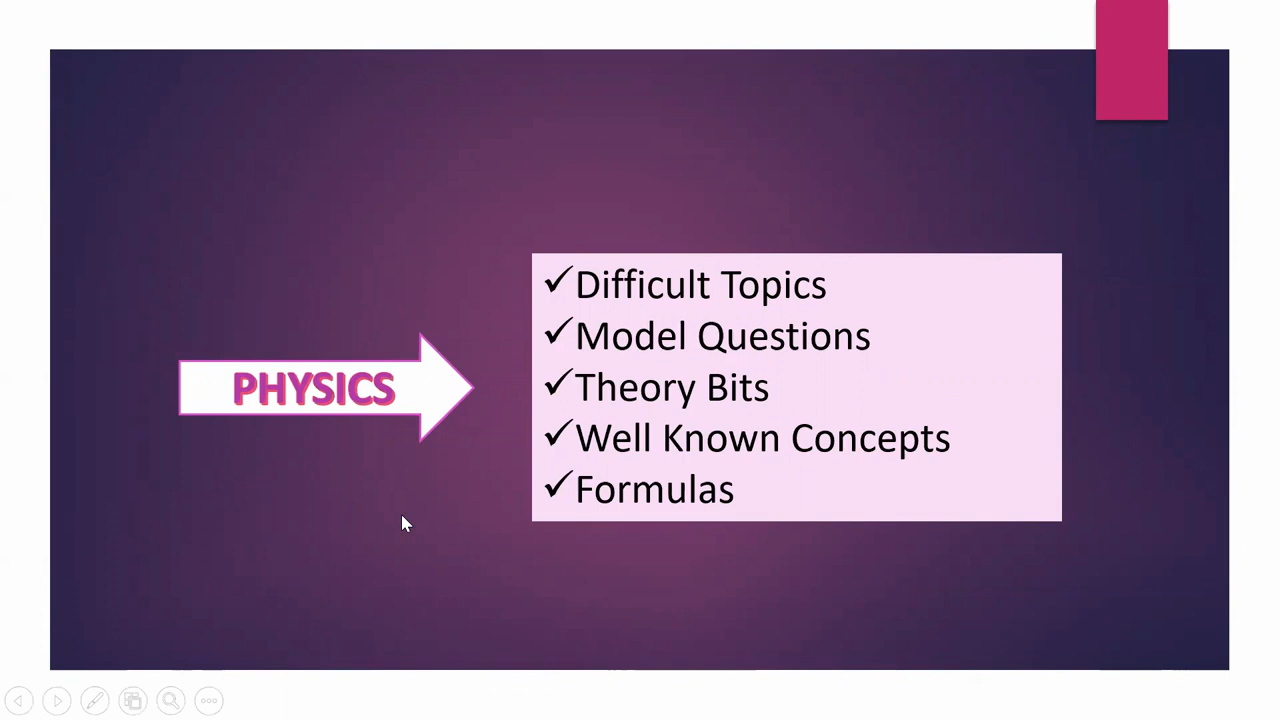 PHYSICS
✓Difficult Topics
✓Model Questions
✓Theory Bits
✓Well Known Concepts
✓Formulas